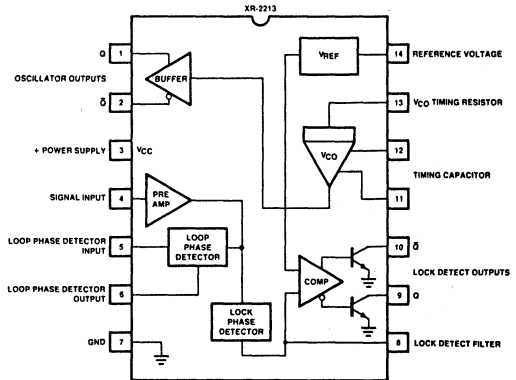 XR-2213
Q 1
OSCILLATOR OUTPUTS
Q̄ 2
BUFFER
+ POWER SUPPLY 3 VCC
SIGNAL INPUT 4
PRE
AMP
LOOP PHASE DETECTOR
INPUT
5
LOOP
PHASE
DETECTOR
LOOP PHASE DETECTOR
OUTPUT
6
LOCK
PHASE
DETECTOR
GND 7
VREF
14 REFERENCE VOLTAGE
13 VCO TIMING RESISTOR
VCO
12
TIMING CAPACITOR
11
10 Q̄
COMP
LOCK DETECT OUTPUTS
9 Q
8 LOCK DETECT FILTER